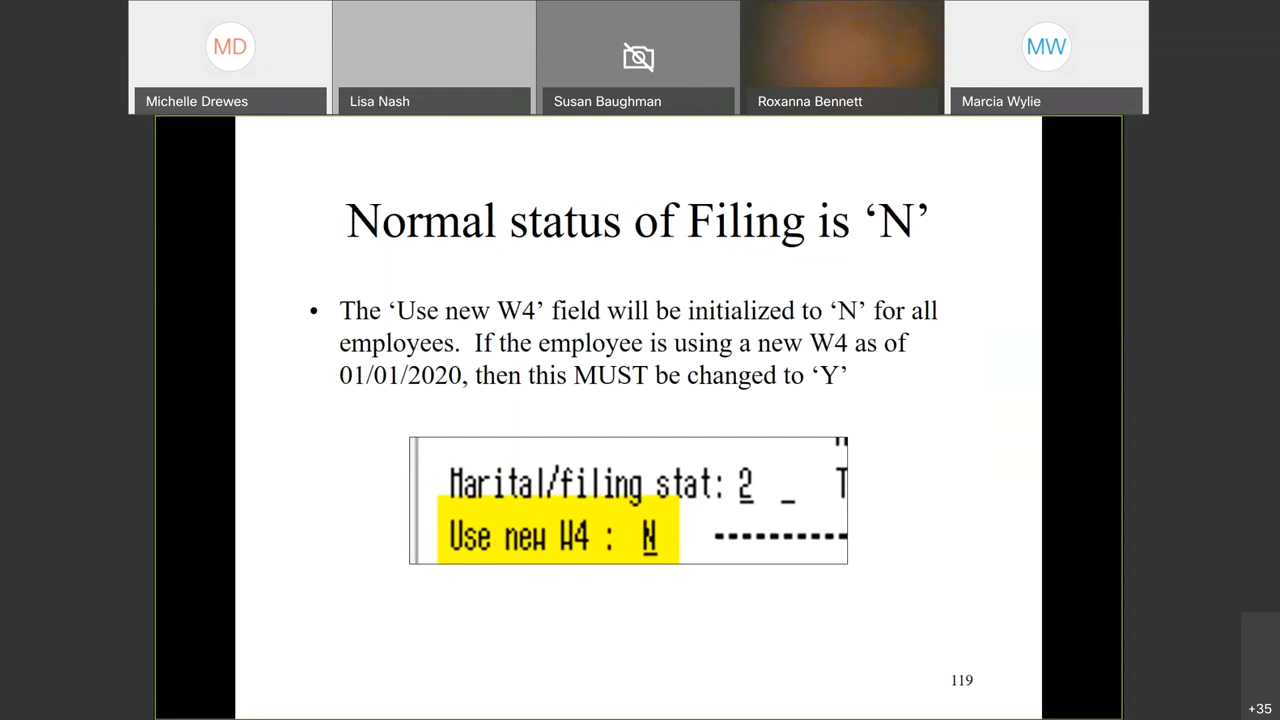 MD
MW
Michelle Drewes
Lisa Nash
Susan Baughman
Roxanna Bennett
Marcia Wylie
Normal status of Filing is ‘N’
• The ‘Use new W4’ field will be initialized to ‘N’ for all
employees. If the employee is using a new W4 as of
01/01/2020, then this MUST be changed to ‘Y’
Marital/filing stat: 2 _ T
Use new W4 : N ----------
119
+35